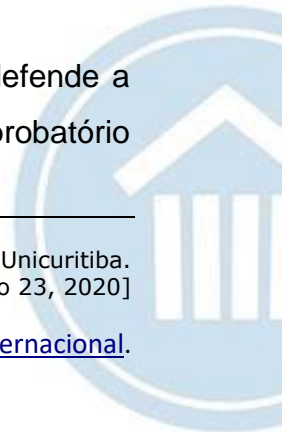 defende a
probatório
Unicuritiba.
o 23, 2020]
ernacional.